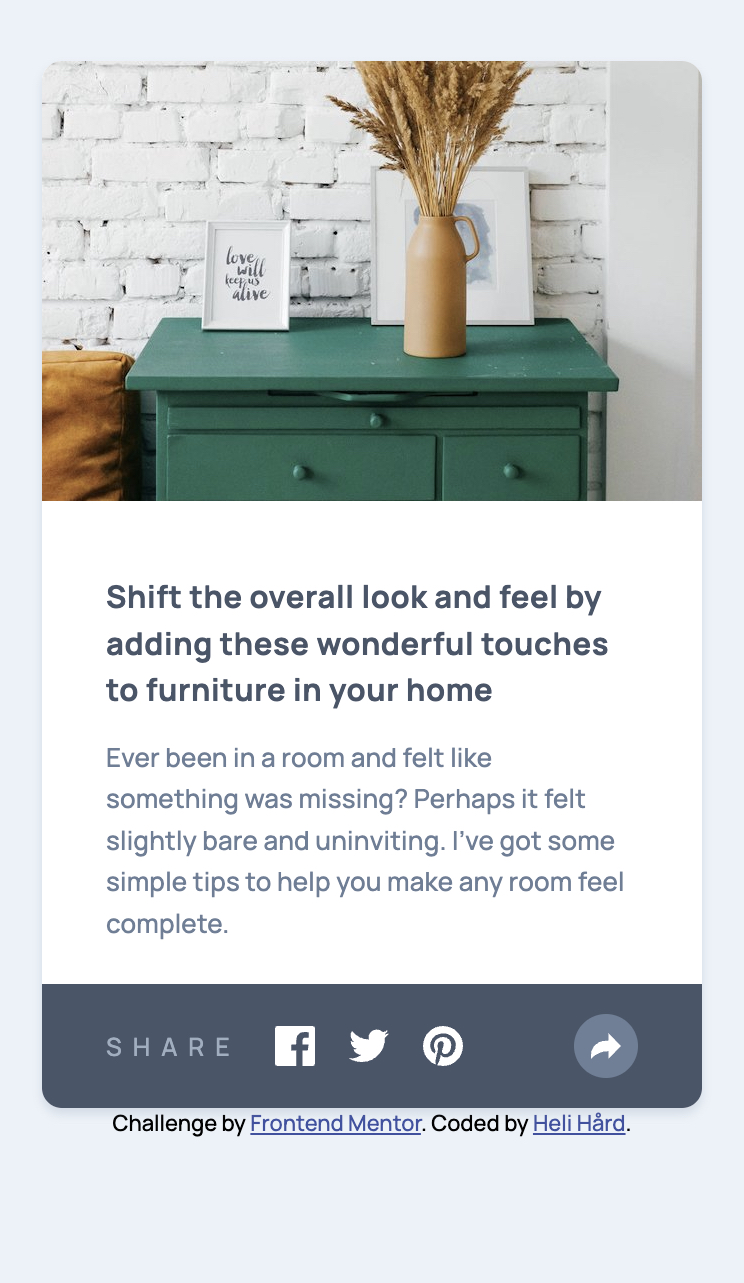 love
will
keep us
alive
Shift the overall look and feel by
adding these wonderful touches
to furniture in your home
Ever been in a room and felt like
something was missing? Perhaps it felt
slightly bare and uninviting. I’ve got some
simple tips to help you make any room feel
complete.
SHARE
Challenge by Frontend Mentor. Coded by Heli Hård.